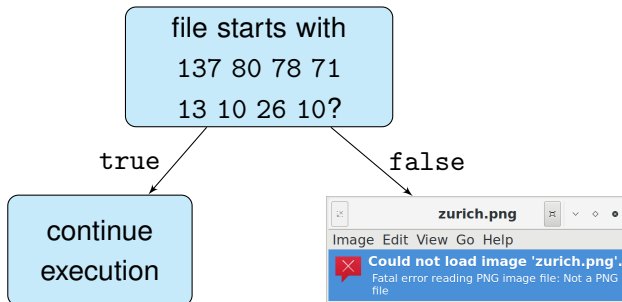 file starts with
137 80 78 71
13 10 26 10?
true
false
continue
execution
zurich.png
Image Edit View Go Help
Could not load image 'zurich.png'.
Fatal error reading PNG image file: Not a PNG
file